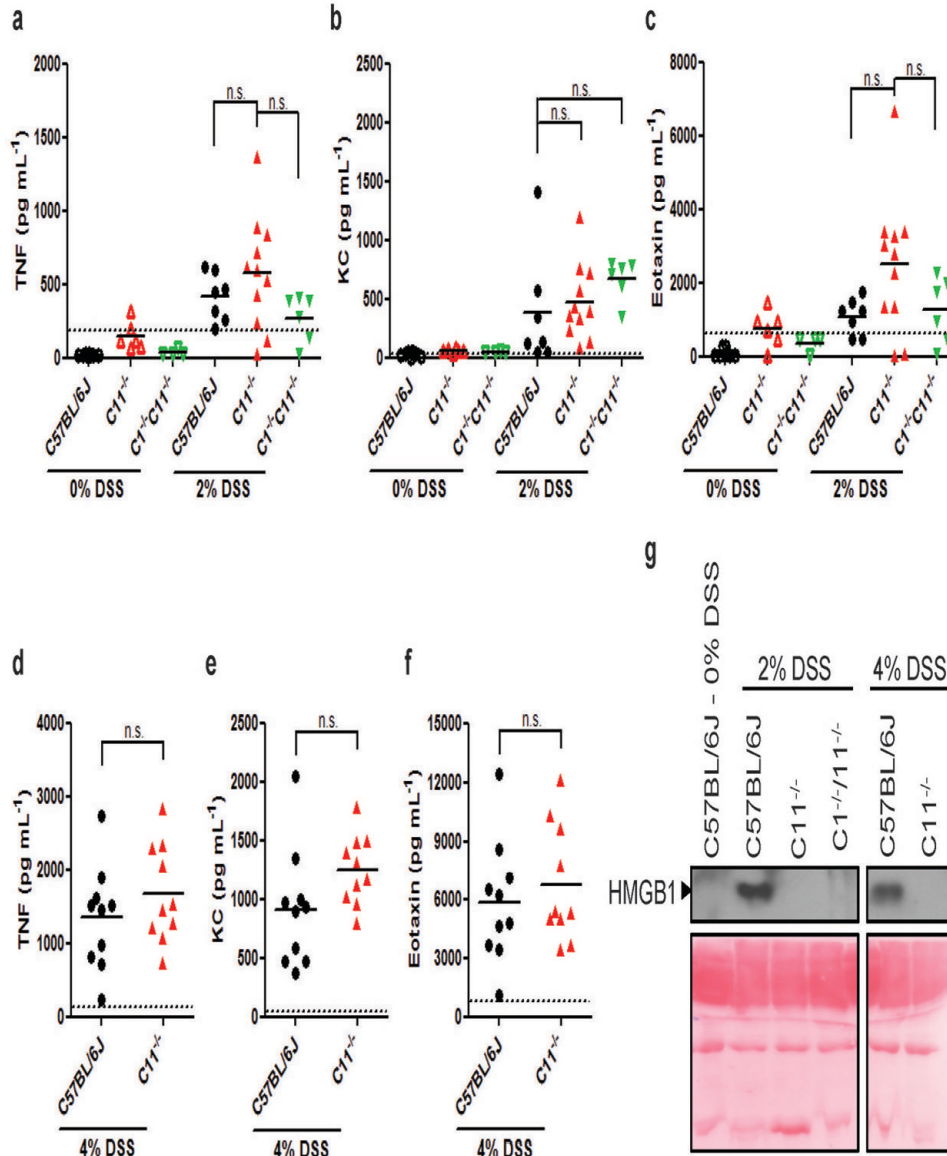 a
2000
1500
1000
500
0
TNF (pg mL⁻¹)
n.s.
n.s.
C57BL/6J
C11⁻/⁻
C1⁻/⁻C11⁻/⁻
C57BL/6J
C11⁻/⁻
C1⁻/⁻C11⁻/⁻
0% DSS
2% DSS
b
2500
2000
1500
1000
500
0
KC (pg mL⁻¹)
n.s.
n.s.
C57BL/6J
C11⁻/⁻
C1⁻/⁻C11⁻/⁻
C57BL/6J
C11⁻/⁻
C1⁻/⁻C11⁻/⁻
0% DSS
2% DSS
c
8000
6000
4000
2000
0
Eotaxin (pg mL⁻¹)
n.s.
n.s.
C57BL/6J
C11⁻/⁻
C1⁻/⁻C11⁻/⁻
C57BL/6J
C11⁻/⁻
C1⁻/⁻C11⁻/⁻
0% DSS
2% DSS
d
4000
3000
2000
1000
0
TNF (pg mL⁻¹)
n.s.
C57BL/6J
C11⁻/⁻
4% DSS
e
2500
2000
1500
1000
500
0
KC (pg mL⁻¹)
n.s.
C57BL/6J
C11⁻/⁻
4% DSS
f
15000
12000
9000
6000
3000
0
Eotaxin (pg mL⁻¹)
n.s.
C57BL/6J
C11⁻/⁻
4% DSS
g
C57BL/6J - 0% DSS
2% DSS
C57BL/6J
C11⁻/⁻
C1⁻/⁻/11⁻/⁻
4% DSS
C57BL/6J
C11⁻/⁻
HMGB1